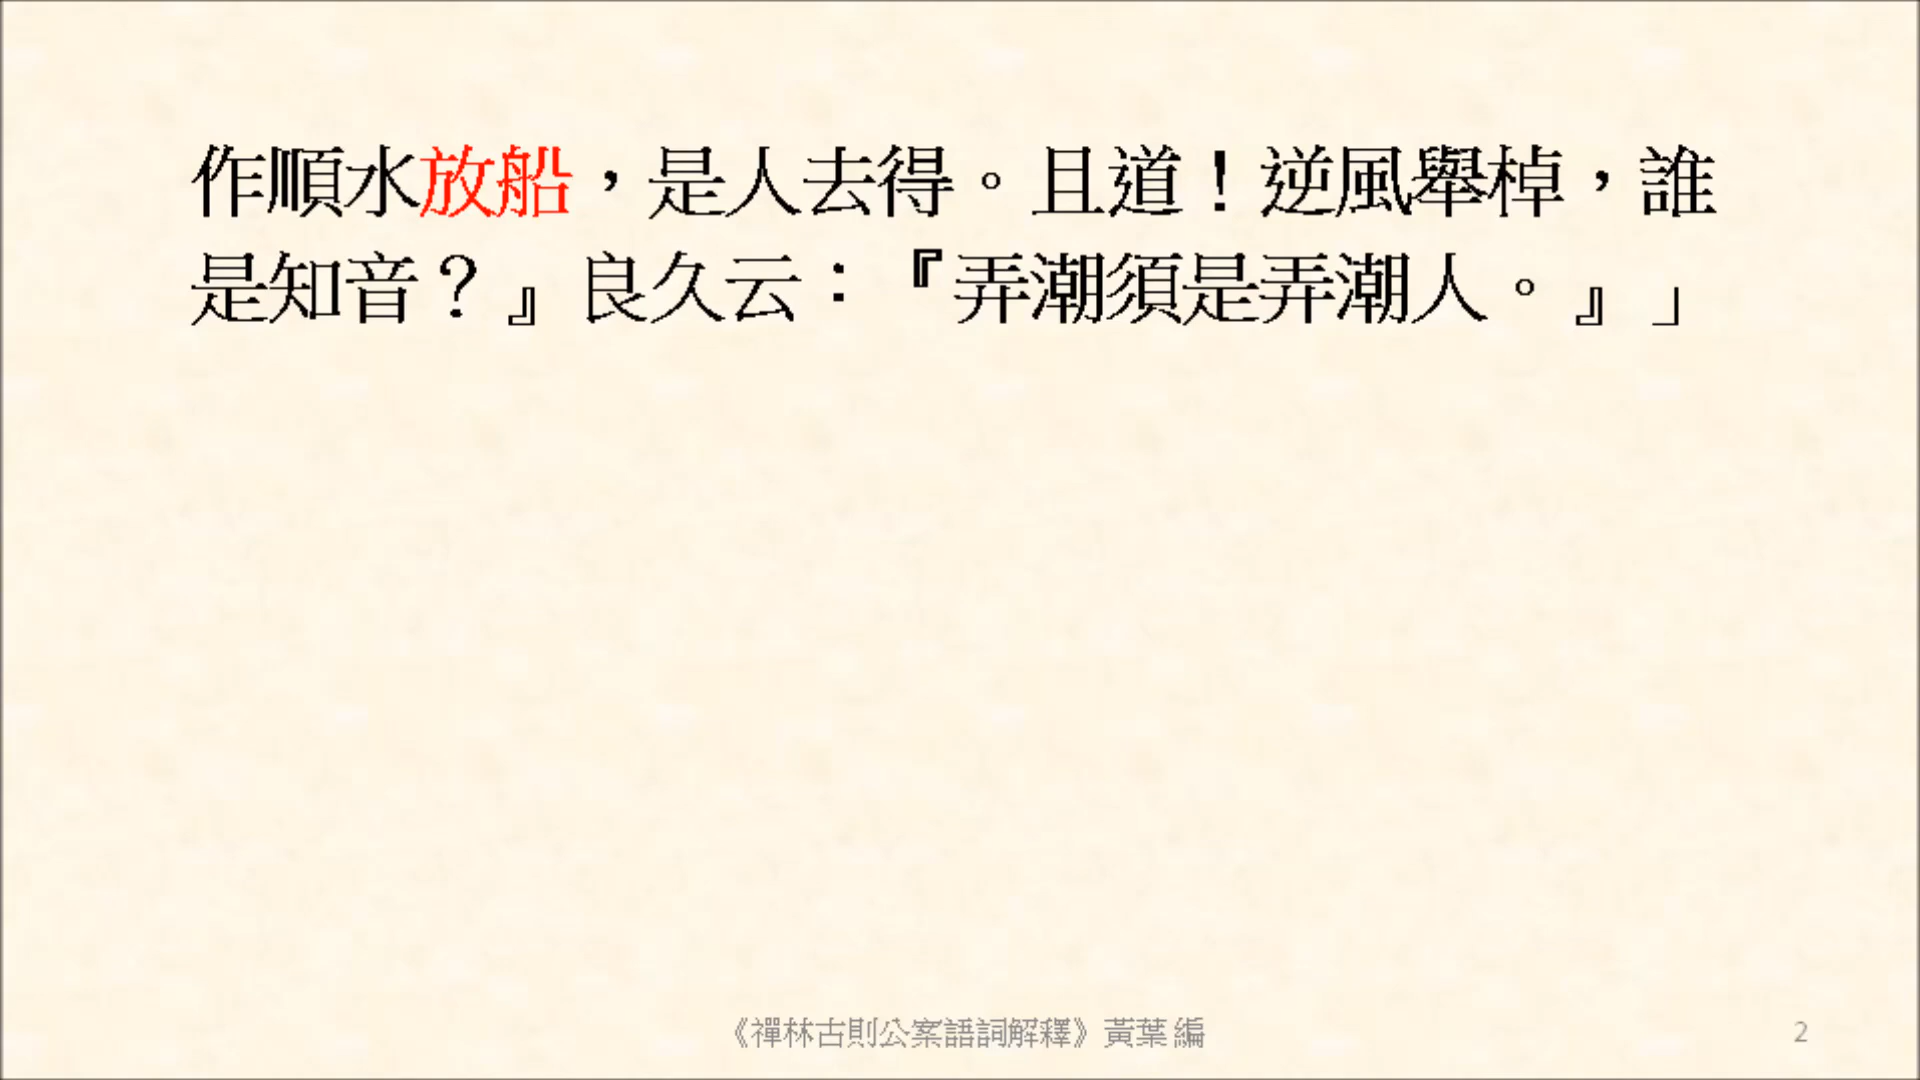 作順水放船，是人去得。且道！逆風舉棹，誰
是知音？』良久云：『弄潮須是弄潮人。』」
《禪林古則公案語詞解釋》黃葉 編
2